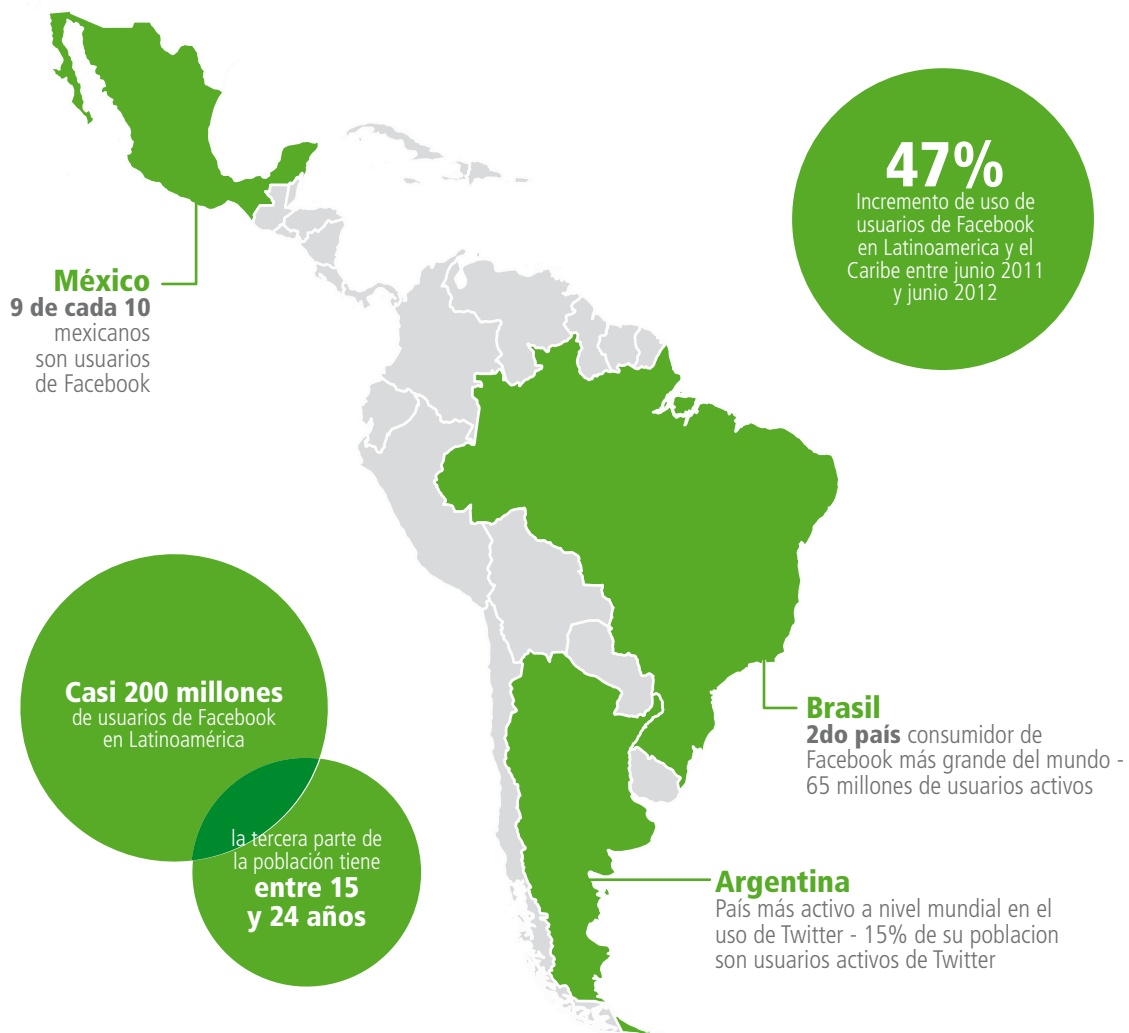 47%
Incremento de uso de
usuarios de Facebook
en Latinoamerica y el
Caribe entre junio 2011
y junio 2012
México
9 de cada 10
mexicanos
son usuarios
de Facebook
Casi 200 millones
de usuarios de Facebook
en Latinoamérica
la tercera parte de
la población tiene
entre 15
y 24 años
Brasil
2do país consumidor de
Facebook más grande del mundo -
65 millones de usuarios activos
Argentina
País más activo a nivel mundial en el
uso de Twitter - 15% de su poblacion
son usuarios activos de Twitter